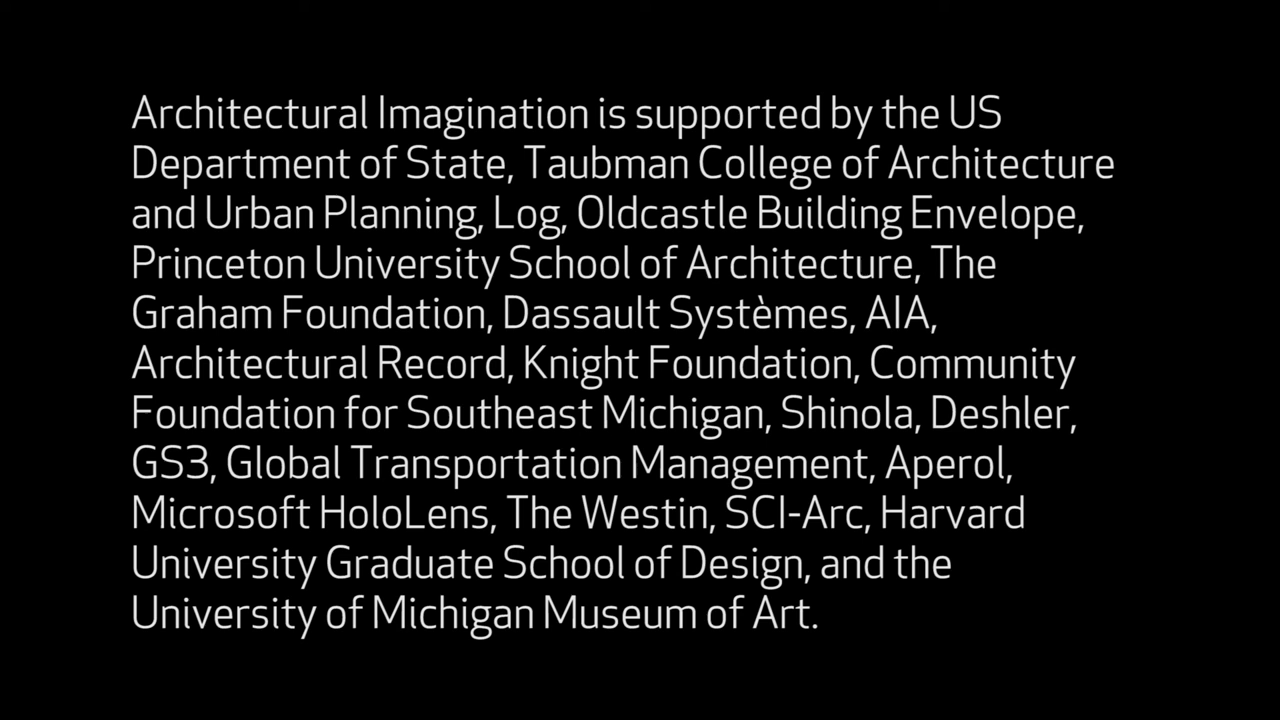 Architectural Imagination is supported by the US
Department of State, Taubman College of Architecture
and Urban Planning, Log, Oldcastle Building Envelope,
Princeton University School of Architecture, The
Graham Foundation, Dassault Systèmes, AIA,
Architectural Record, Knight Foundation, Community
Foundation for Southeast Michigan, Shinola, Deshler,
GS3, Global Transportation Management, Aperol,
Microsoft HoloLens, The Westin, SCI-Arc, Harvard
University Graduate School of Design, and the
University of Michigan Museum of Art.